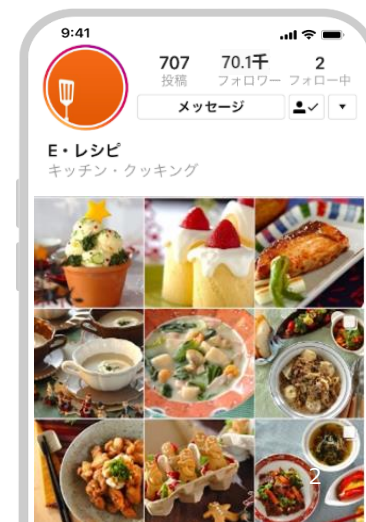 9:41
707 70.1千 2
投稿 フォロワー フォロー中
メッセージ
E・レシピ
キッチン・クッキング
2